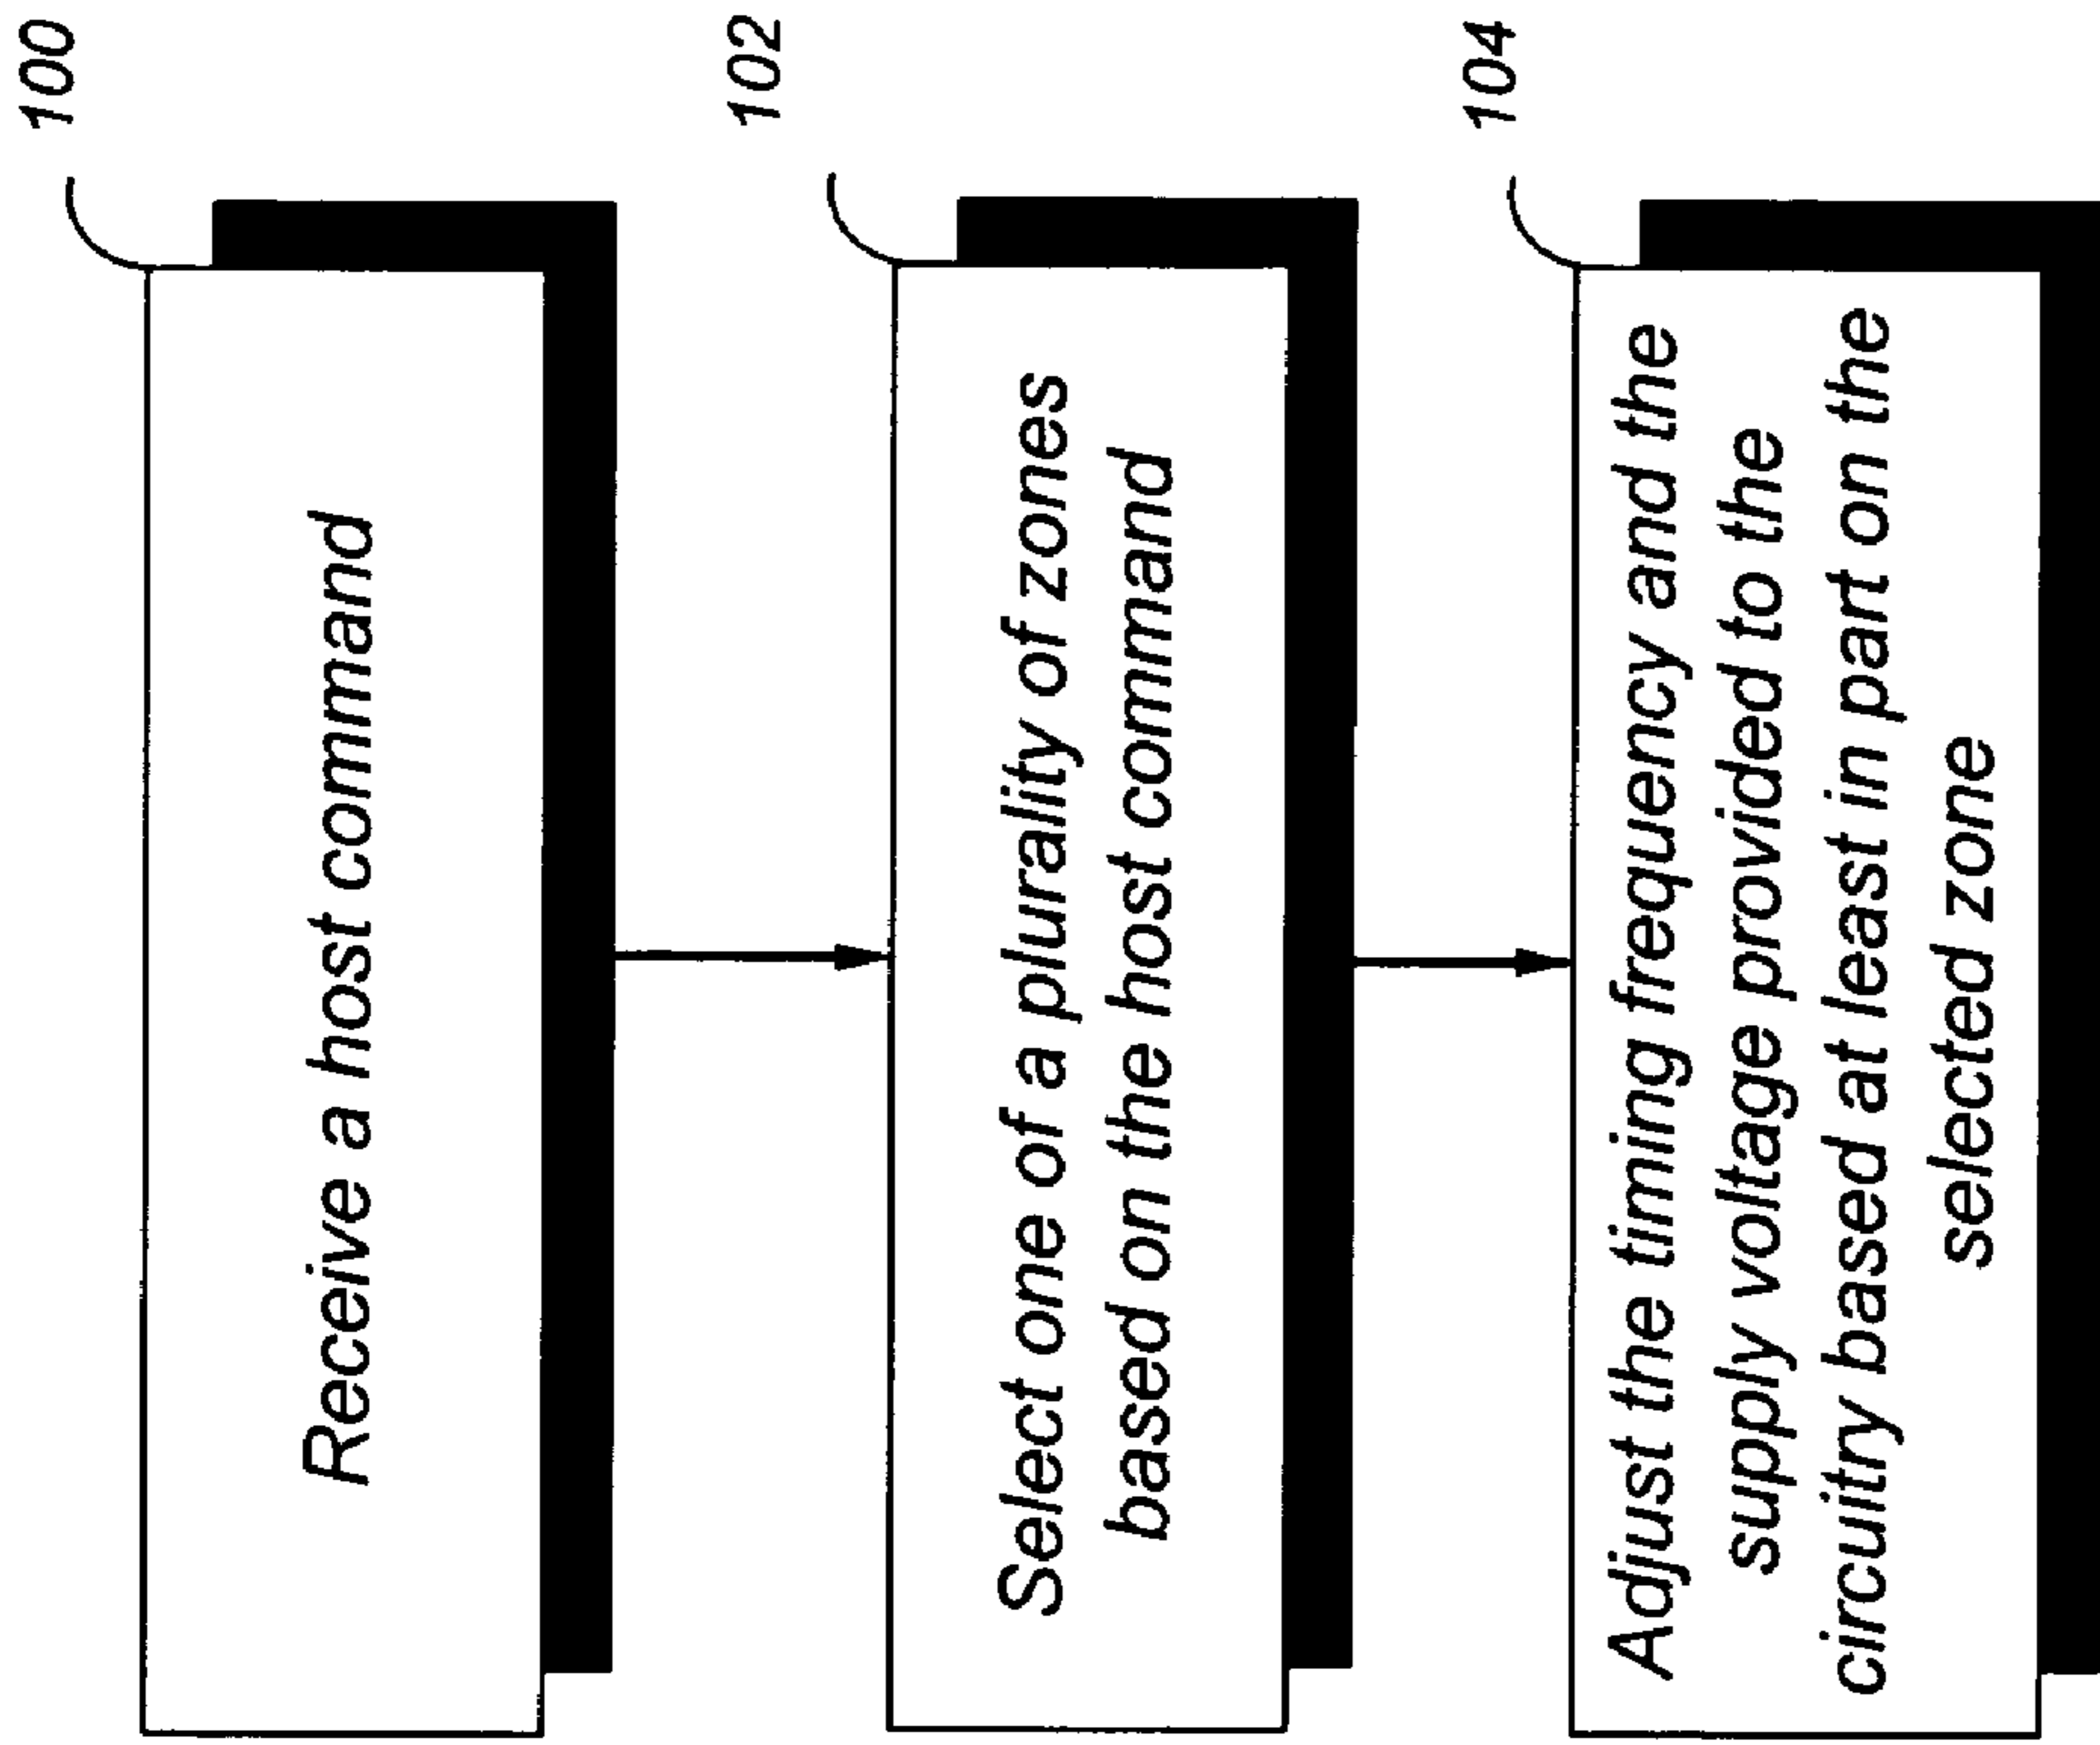 100
Receive a host command
102
Select one of a plurality of zones
based on the host command
104
Adjust the timing frequency and the
supply voltage provided to the
circuitry based at least in part on the
selected zone